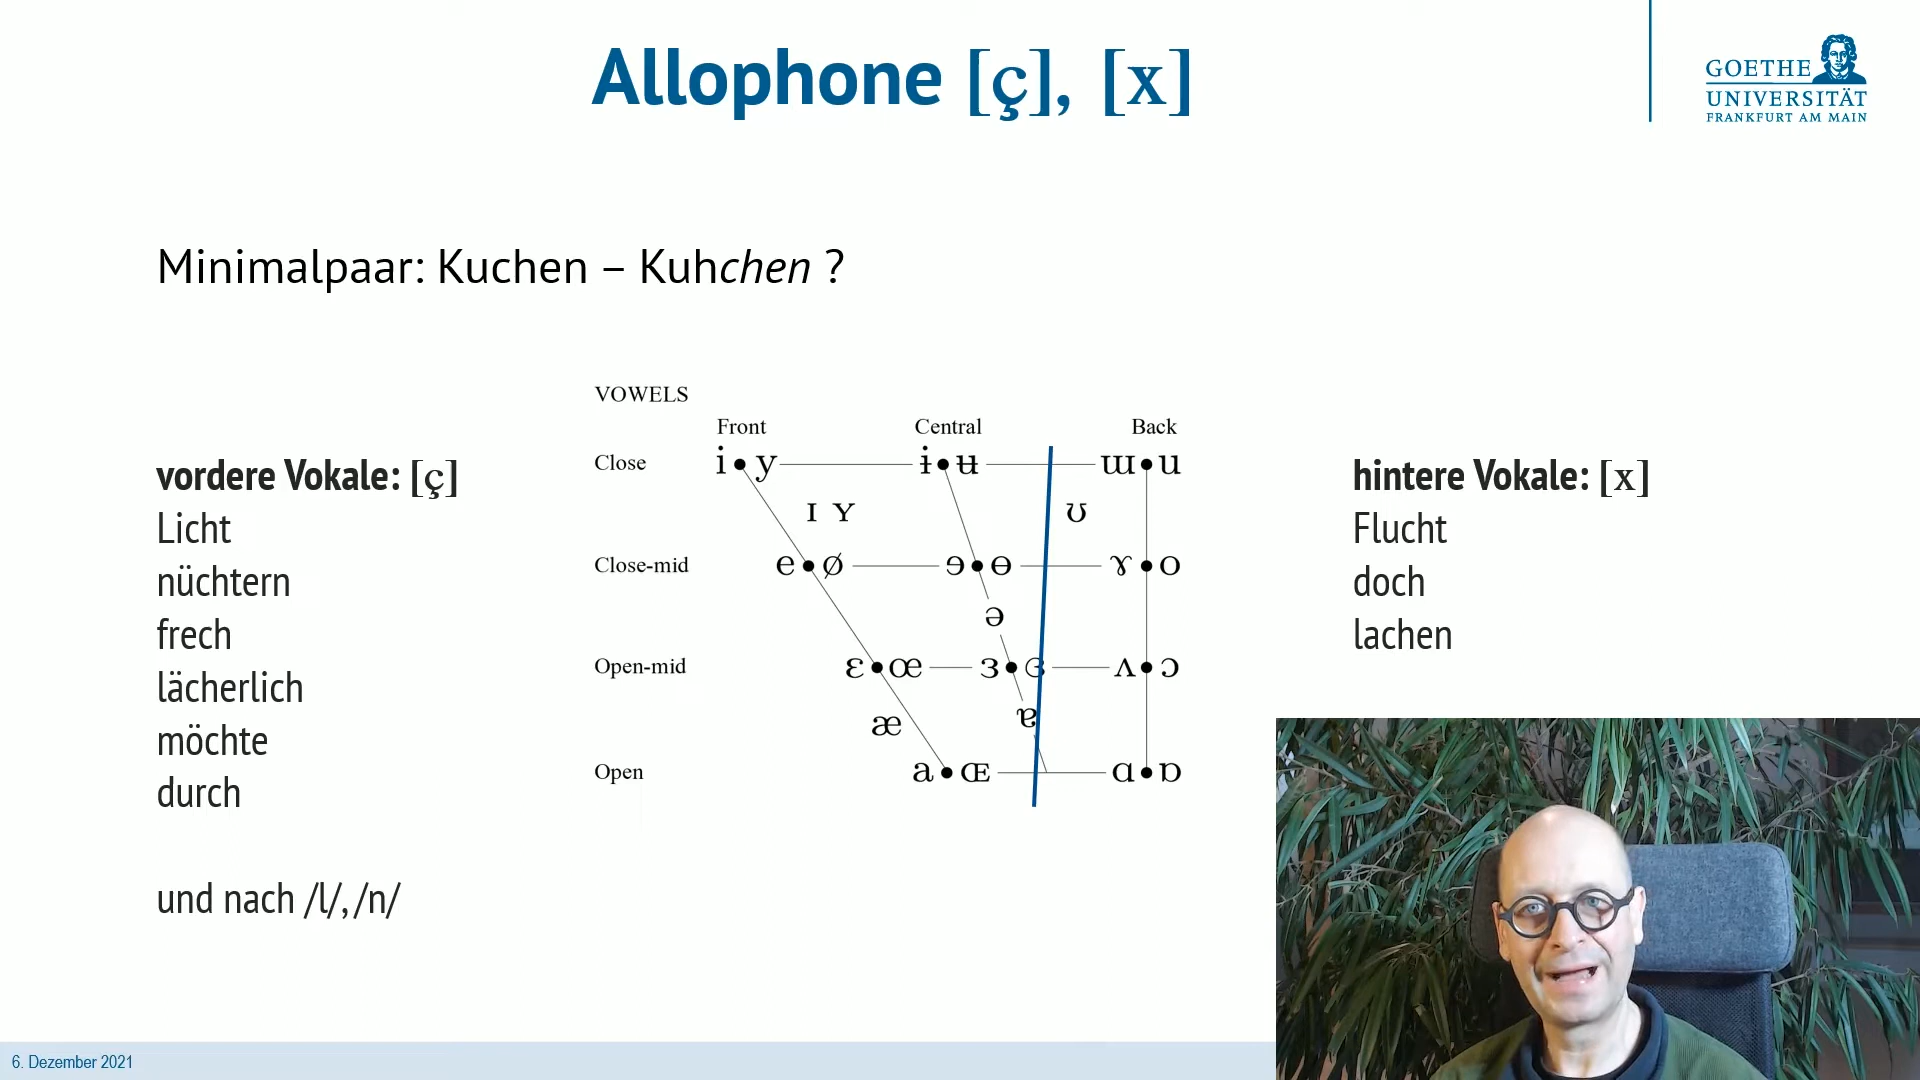 Allophone [ç], [x]
GOETHE
UNIVERSITÄT
FRANKFURT AM MAIN
Minimalpaar: Kuchen – Kuhchen ?
vordere Vokale: [ç]
Licht
nüchtern
frech
lächerlich
möchte
durch
und nach /l/, /n/
VOWELS
Front Central Back
Close i y ɨ ʉ ɯ u
ɪ ʏ ʊ
Close-mid e ø ɘ ɵ ɤ o
ə
Open-mid ɛ œ ɜ ɞ ʌ ɔ
æ ɐ
Open a ɶ ɑ ɒ
hintere Vokale: [x]
Flucht
doch
lachen
6. Dezember 2021